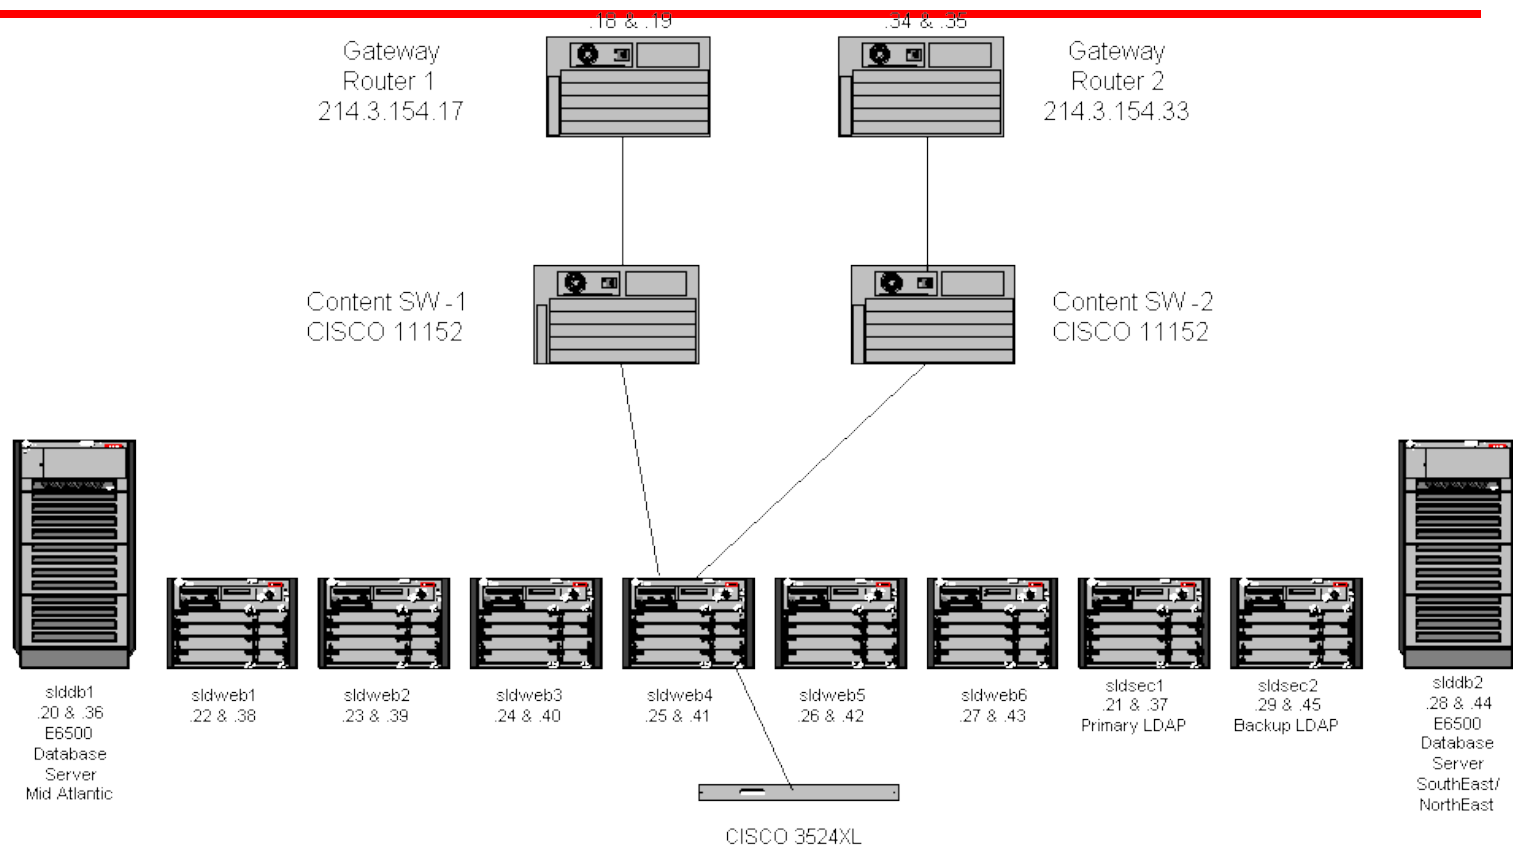 .18 & .19
.34 & .35
Gateway
Router 1
214.3.154.17
Gateway
Router 2
214.3.154.33
Content SW-1
CISCO 11152
Content SW-2
CISCO 11152
slddb1
.20 & .36
E6500
Database
Server
Mid Atlantic
sldweb1
.22 & .38
sldweb2
.23 & .39
sldweb3
.24 & .40
sldweb4
.25 & .41
sldweb5
.26 & .42
sldweb6
.27 & .43
sldsec1
.21 & .37
Primary LDAP
sldsec2
.29 & .45
Backup LDAP
slddb2
.28 & .44
E6500
Database
Server
SouthEast/
NorthEast
CISCO 3524XL